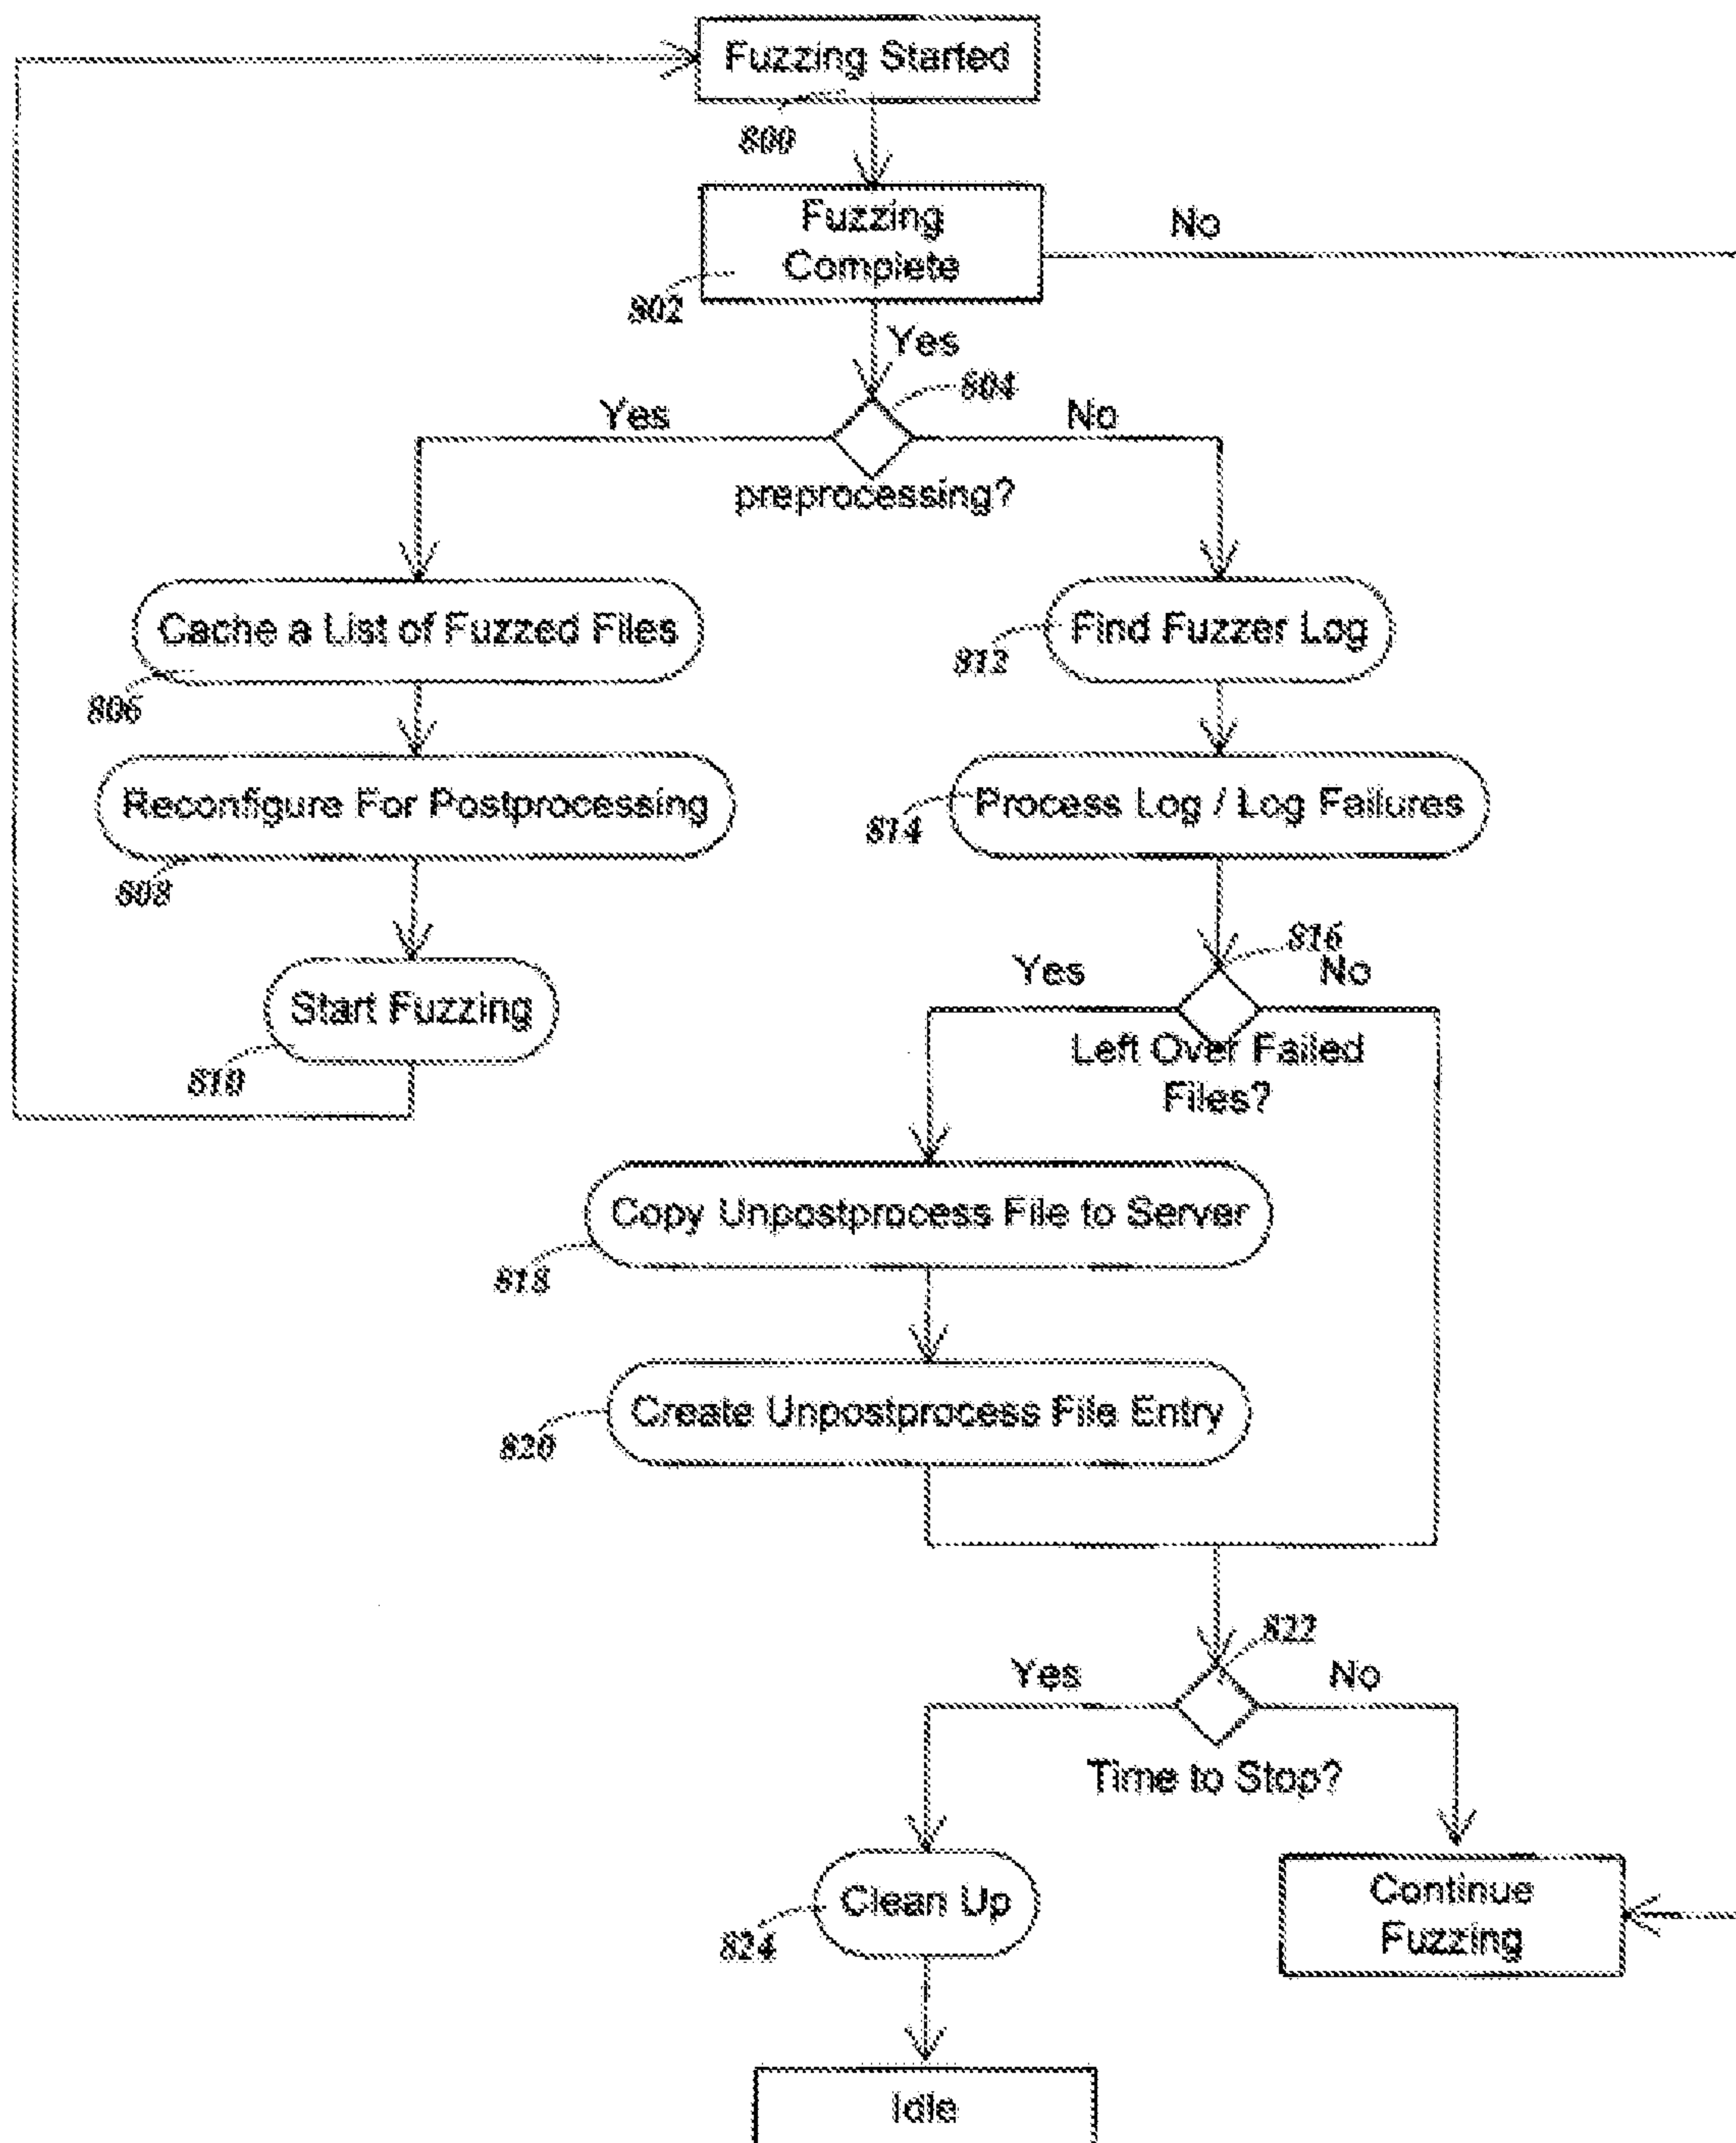 Fuzzing Started
800
Fuzzing
Complete
No
802
Yes
804
Yes
No
preprocessing?
Cache a List of Fuzzed Files
Find Fuzzer Log
806
812
Reconfigure For Postprocessing
Process Log / Log Failures
808
814
816
Yes
No
Start Fuzzing
Left Over Failed
Files?
810
Copy Unpostprocess File to Server
818
Create Unpostprocess File Entry
820
822
Yes
No
Time to Stop?
Clean Up
Continue
Fuzzing
824
Idle